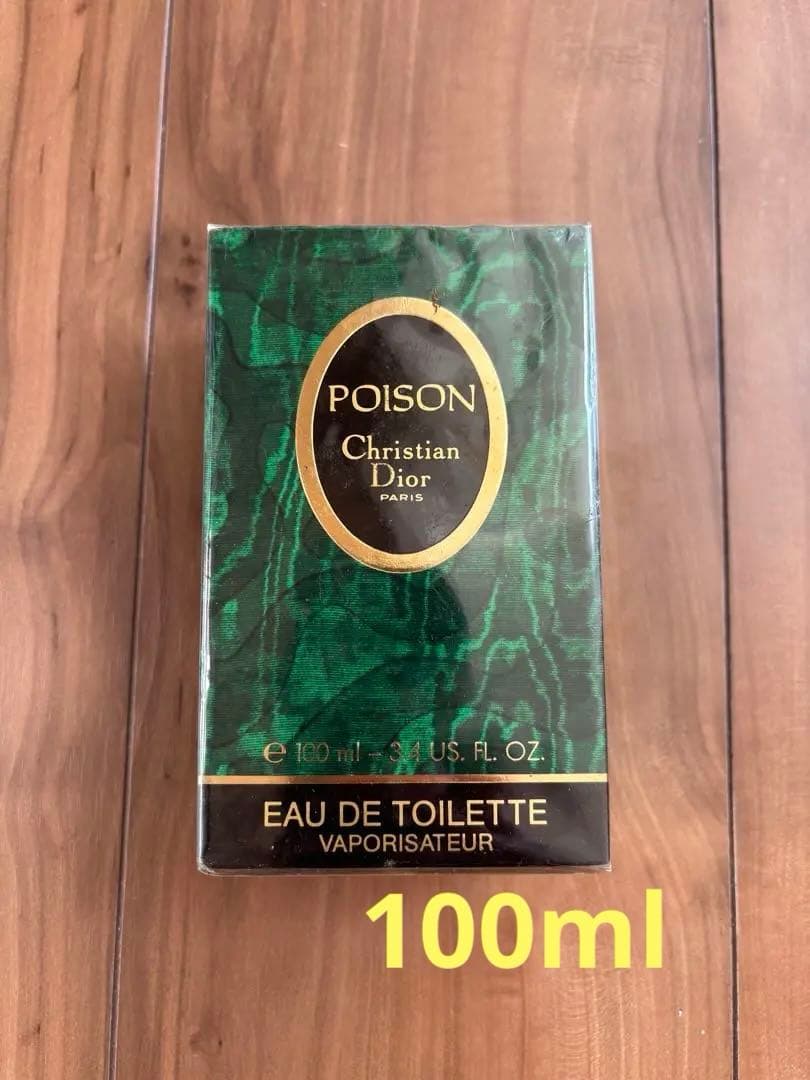 POISON
Christian
Dior
PARIS
e 100 ml - 3.4 US. FL. OZ.
EAU DE TOILETTE
VAPORISATEUR
100ml